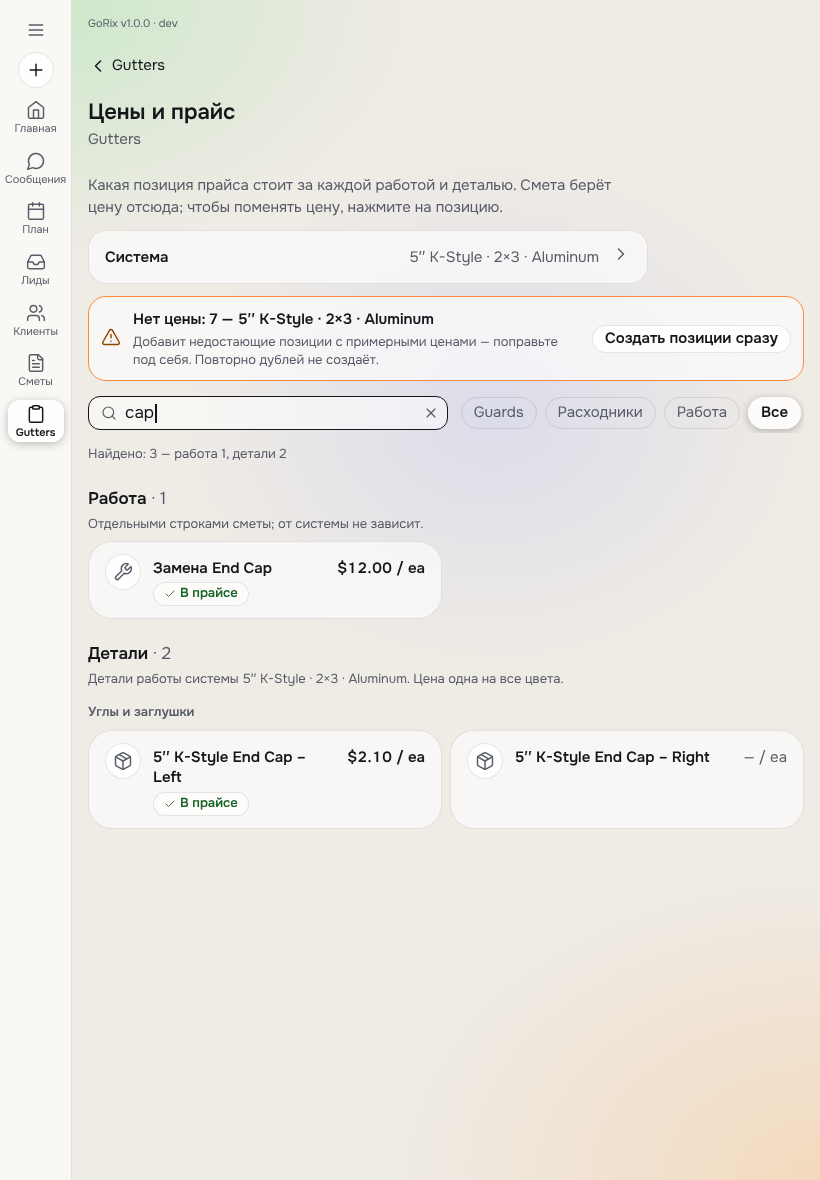 GoRix v1.0.0 · dev
Gutters
Главная
Сообщения
План
Лиды
Клиенты
Сметы
Gutters
Цены и прайс
Gutters
Какая позиция прайса стоит за каждой работой и деталью. Смета берёт
цену отсюда; чтобы поменять цену, нажмите на позицию.
Система 5″ K-Style · 2×3 · Aluminum
Нет цены: 7 — 5″ K-Style · 2×3 · Aluminum
Добавит недостающие позиции с примерными ценами — поправьте
под себя. Повторно дублей не создаёт.
Создать позиции сразу
cap
Guards Расходники Работа Все
Найдено: 3 — работа 1, детали 2
Работа · 1
Отдельными строками сметы; от системы не зависит.
Замена End Cap $12.00 / ea
В прайсе
Детали · 2
Детали работы системы 5″ K-Style · 2×3 · Aluminum. Цена одна на все цвета.
Углы и заглушки
5″ K-Style End Cap –
Left
$2.10 / ea
В прайсе
5″ K-Style End Cap – Right — / ea